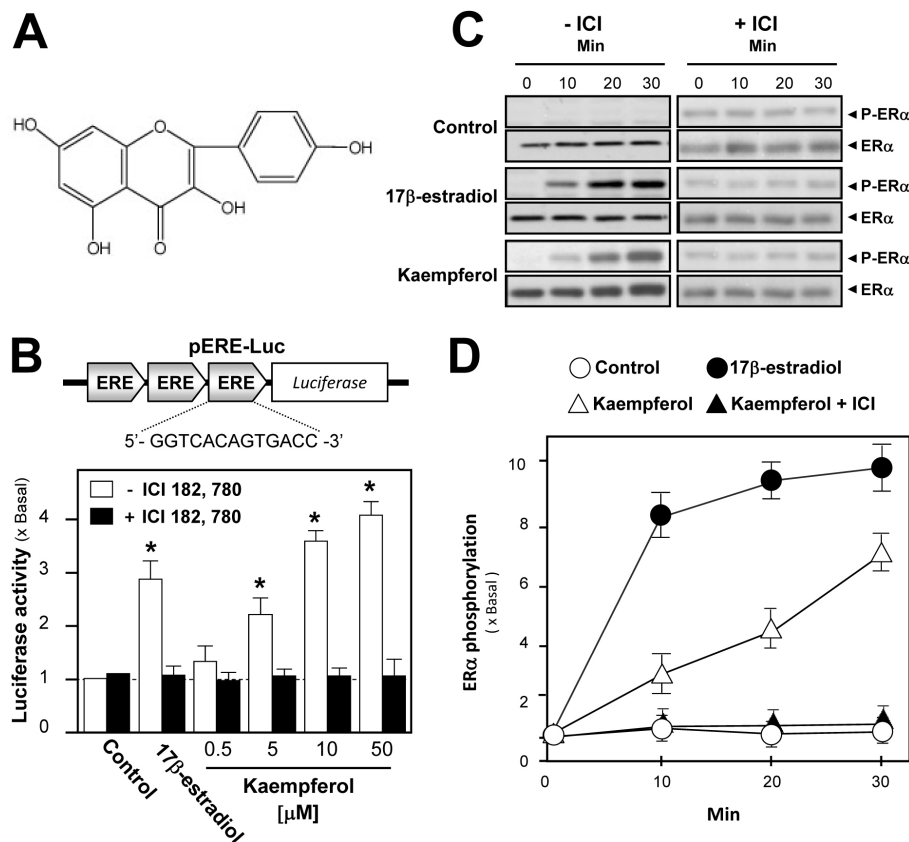 A
HO
O
OH
OH
OH
O
B
pERE-Luc
ERE ERE ERE Luciferase
5'- GGTCACAGTGACC -3'
Luciferase activity (x Basal)
4
3
2
1
0
- ICI 182, 780
+ ICI 182, 780
*
*
*
*
Control
17β-estradiol
0.5 5 10 50
Kaempferol
[μM]
C
- ICI
Min
0 10 20 30
+ ICI
Min
0 10 20 30
Control
P-ERα
ERα
17β-estradiol
P-ERα
ERα
Kaempferol
P-ERα
ERα
D
Control
17β-estradiol
Kaempferol
Kaempferol + ICI
ERα phosphorylation
( x Basal )
10
8
6
4
2
0
0 10 20 30
Min